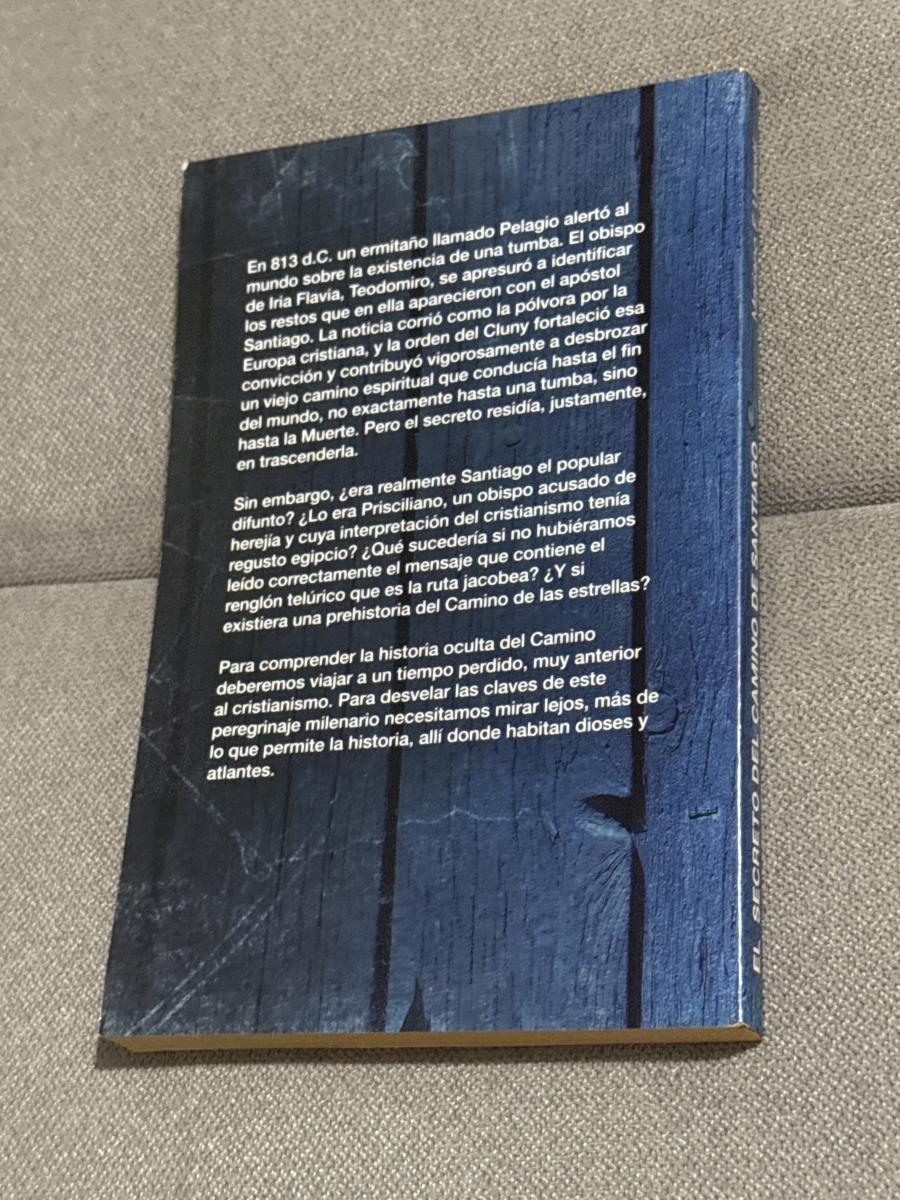 En 813 d.C. un ermitaño llamado Pelagio alertó al
mundo sobre la existencia de una tumba. El obispo
de Iria Flavia, Teodomiro, se apresuró a identificar
los restos que en ella aparecieron con el apóstol
Santiago. La noticia corrió como la pólvora por la
Europa cristiana, y la orden del Cluny fortaleció esa
convicción y contribuyó vigorosamente a desbrozar
un viejo camino espiritual que conducía hasta el fin
del mundo, no exactamente hasta una tumba, sino
hasta la Muerte. Pero el secreto residía, justamente,
en trascenderla.
Sin embargo, ¿era realmente Santiago el popular
difunto? ¿Lo era Prisciliano, un obispo acusado de
herejía y cuya interpretación del cristianismo tenía
regusto egipcio? ¿Qué sucedería si no hubiéramos
leído correctamente el mensaje que contiene el
renglón telúrico que es la ruta jacobea? ¿Y si
existiera una prehistoria del Camino de las estrellas?
Para comprender la historia oculta del Camino
deberemos viajar a un tiempo perdido, muy anterior
al cristianismo. Para desvelar las claves de este
peregrinaje milenario necesitamos mirar lejos, más de
lo que permite la historia, allí donde habitan dioses y
atlantes.
EL SECRETO DEL CAMINO DE SANTIAGO